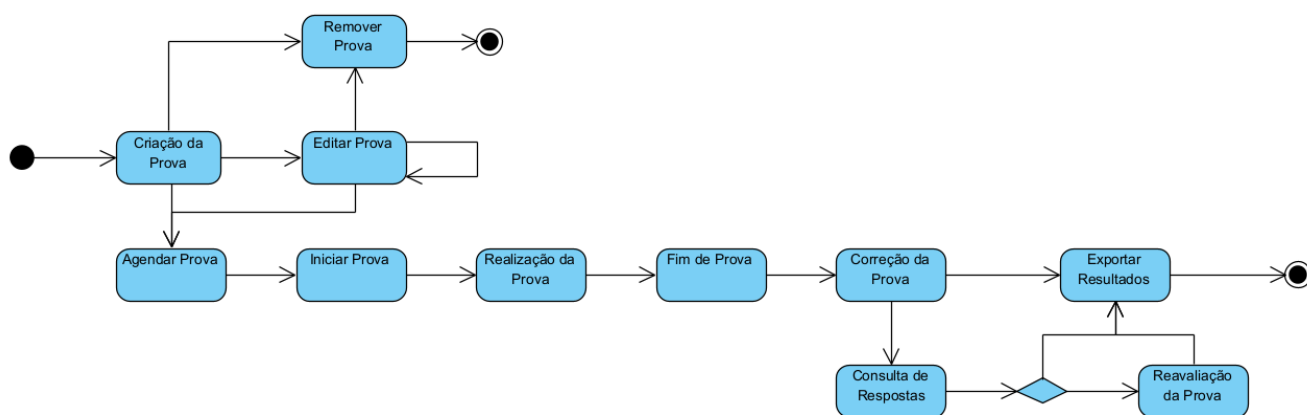 Remover
Prova
Criação da
Prova
Editar Prova
Agendar Prova
Iniciar Prova
Realização da
Prova
Fim de Prova
Correção da
Prova
Exportar
Resultados
Consulta de
Respostas
Reavaliação
da Prova